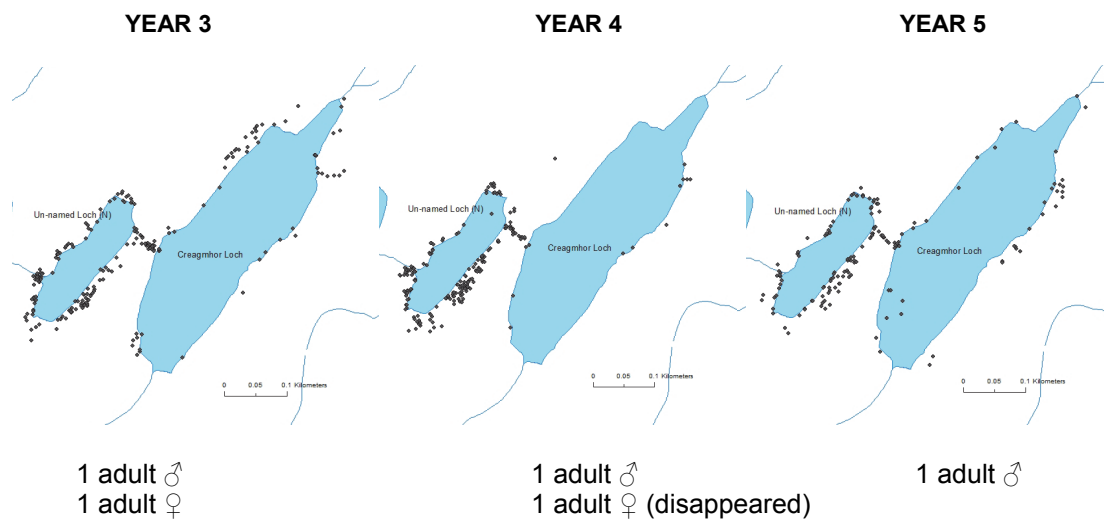 YEAR 3
YEAR 4
YEAR 5
Un-named Loch (N)
Creagmhor Loch
0 0.05 0.1 Kilometers
Un-named Loch (N)
Creagmhor Loch
0 0.05 0.1 Kilometers
Un-named Loch (N)
Creagmhor Loch
0 0.05 0.1 Kilometers
1 adult ♂
1 adult ♀
1 adult ♂
1 adult ♀ (disappeared)
1 adult ♂